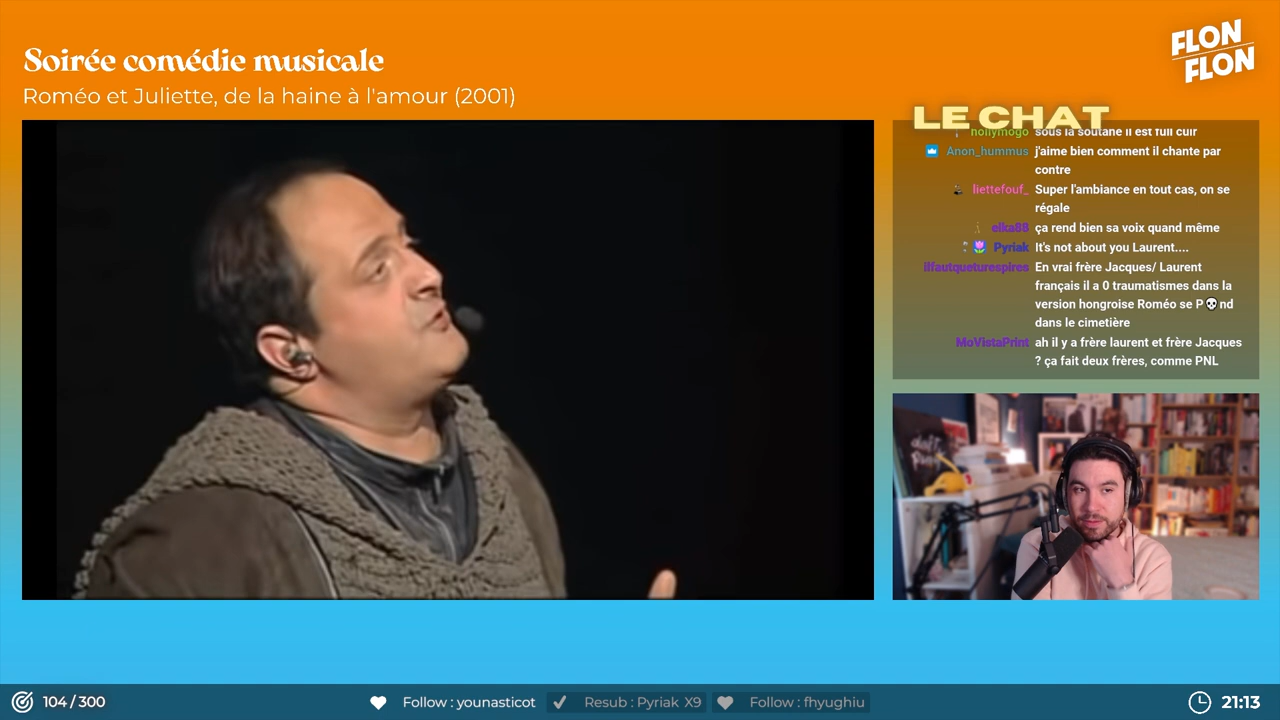 Soirée comédie musicale
Roméo et Juliette, de la haine à l'amour (2001)
FLON
FLON
LE CHAT
hollymogo sous la soutane il est full cuir
Anon_hummus j'aime bien comment il chante par
contre
liettefouf_ Super l'ambiance en tout cas, on se
régale
elka88 ça rend bien sa voix quand même
Pyriak It's not about you Laurent....
ilfautqueturespires En vrai frère Jacques/ Laurent
français il a 0 traumatismes dans la
version hongroise Roméo se P💀nd
dans le cimetière
MoVistaPrint ah il y a frère laurent et frère Jacques
? ça fait deux frères, comme PNL
104 / 300
Follow : younasticot
Resub : Pyriak X9
Follow : fhyughiu
21:13